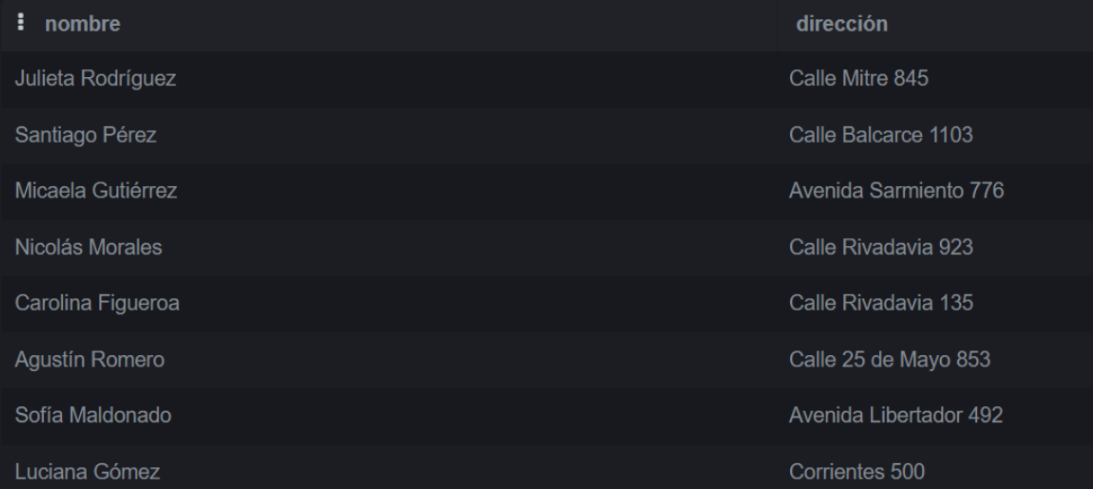 nombre dirección
Julieta Rodríguez Calle Mitre 845
Santiago Pérez Calle Balcarce 1103
Micaela Gutiérrez Avenida Sarmiento 776
Nicolás Morales Calle Rivadavia 923
Carolina Figueroa Calle Rivadavia 135
Agustín Romero Calle 25 de Mayo 853
Sofía Maldonado Avenida Libertador 492
Luciana Gómez Corrientes 500